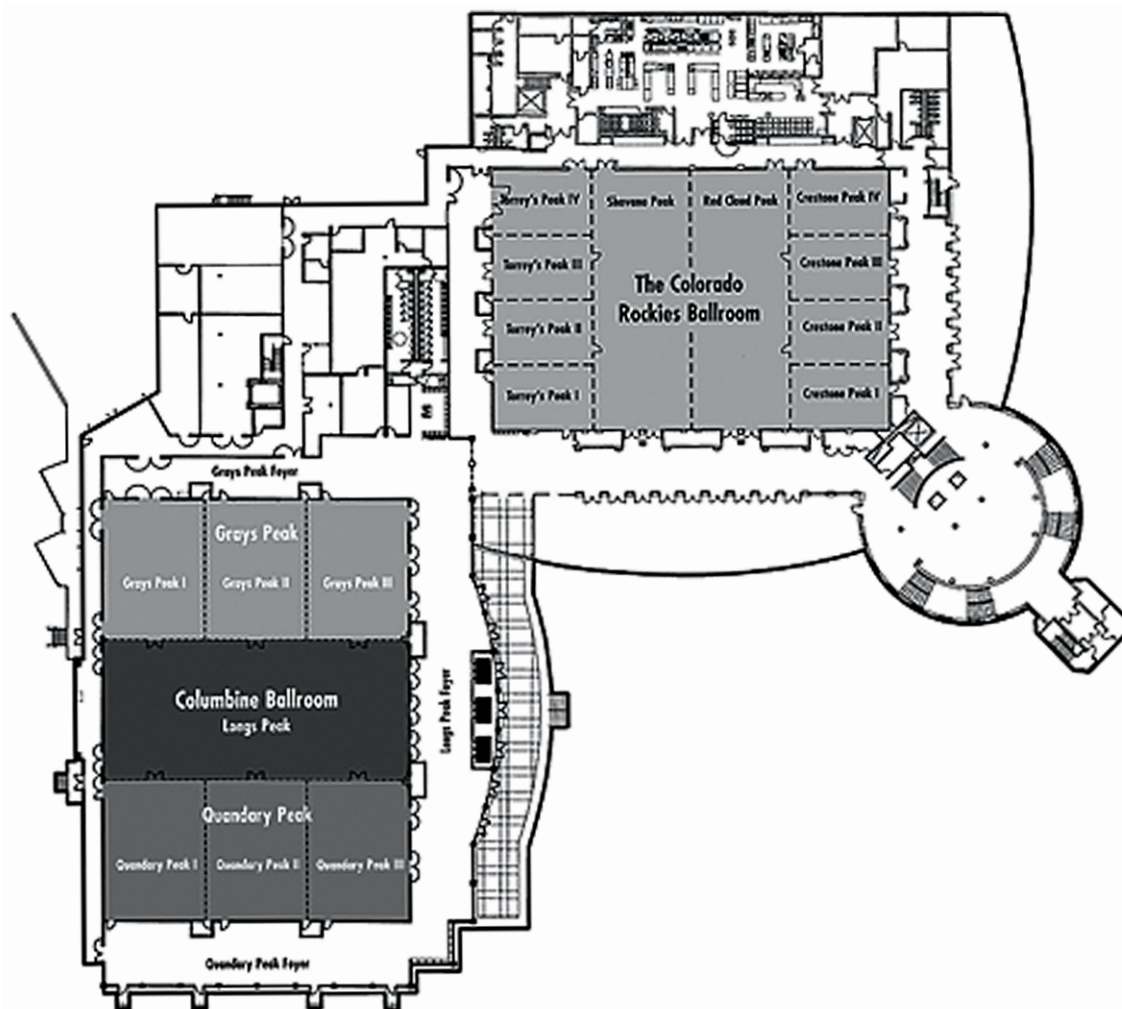 Torrey's Peak IV
Shavano Peak
Red Cloud Peak
Crestone Peak IV
Torrey's Peak III
Crestone Peak III
The Colorado
Rockies Ballroom
Torrey's Peak II
Crestone Peak II
Torrey's Peak I
Crestone Peak I
Grays Peak Foyer
Grays Peak
Grays Peak I
Grays Peak II
Grays Peak III
Columbine Ballroom
Longs Peak
Longs Peak Foyer
Quandary Peak
Quandary Peak I
Quandary Peak II
Quandary Peak III
Quandary Peak Foyer